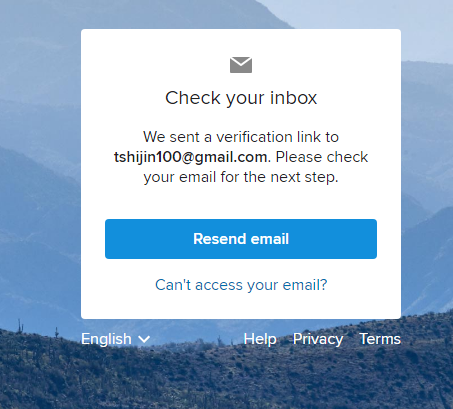 Check your inbox
We sent a verification link to
tshijin100@gmail.com. Please check
your email for the next step.
Resend email
Can't access your email?
English
Help Privacy Terms